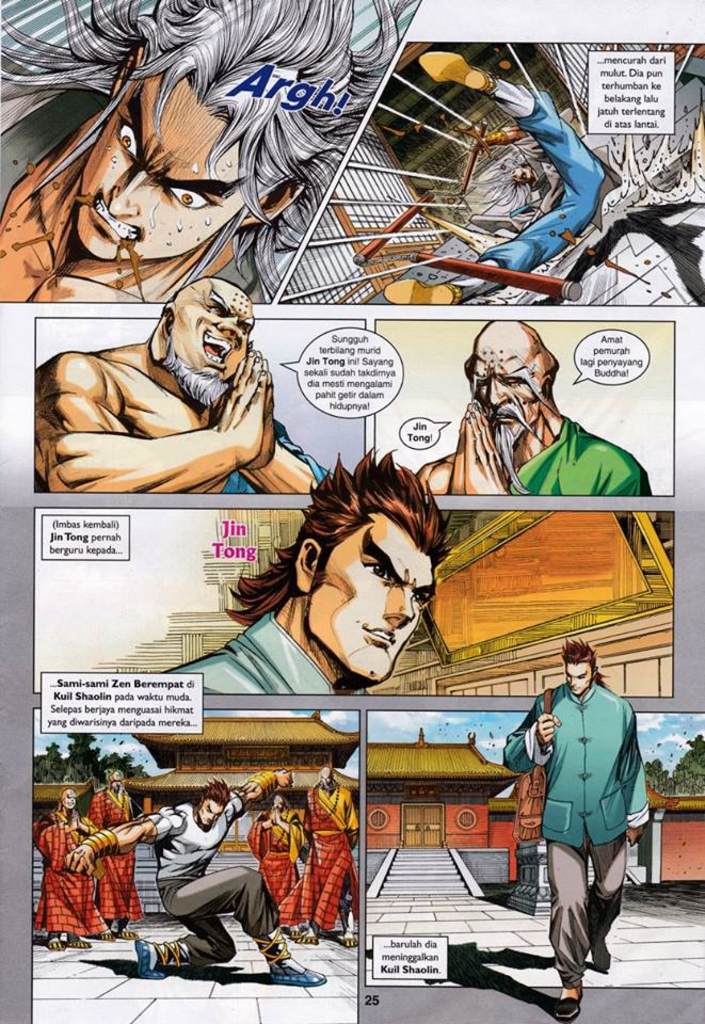 Argh!
...mencurah dari
mulut. Dia pun
terhumban ke
belakang lalu
jatuh terlentang
di atas lantai.
Sungguh
terbilang murid
Jin Tong ini! Sayang
sekali sudah takdirnya
dia mesti mengalami
pahit getir dalam
hidupnya!
Amat
pemurah
lagi penyayang
Buddha!
Jin
Tong!
(Imbas kembali)
Jin Tong pernah
berguru kepada...
Jin
Tong
...Sami-sami Zen Berempat di
Kuil Shaolin pada waktu muda.
Selepas berjaya menguasai hikmat
yang diwarisinya daripada mereka...
...barulah dia
meninggalkan
Kuil Shaolin.
25